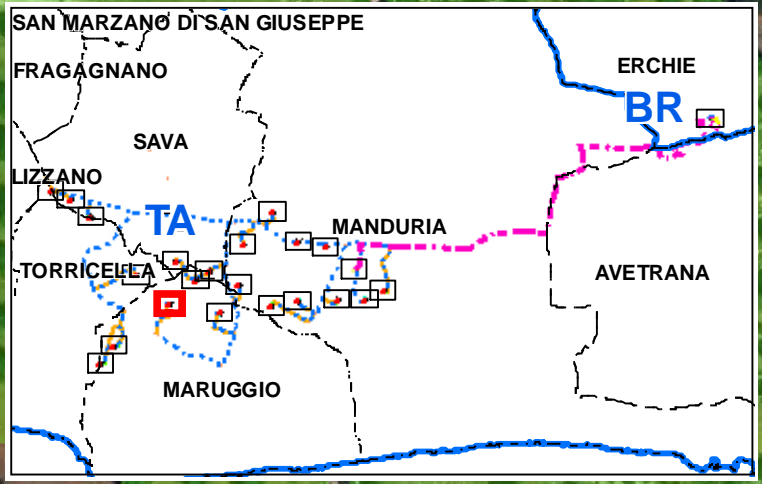 SAN MARZANO DI SAN GIUSEPPE
ERCHIE
FRAGAGNANO
BR
SAVA
LIZZANO
TA
MANDURIA
TORRICELLA
AVETRANA
MARUGGIO